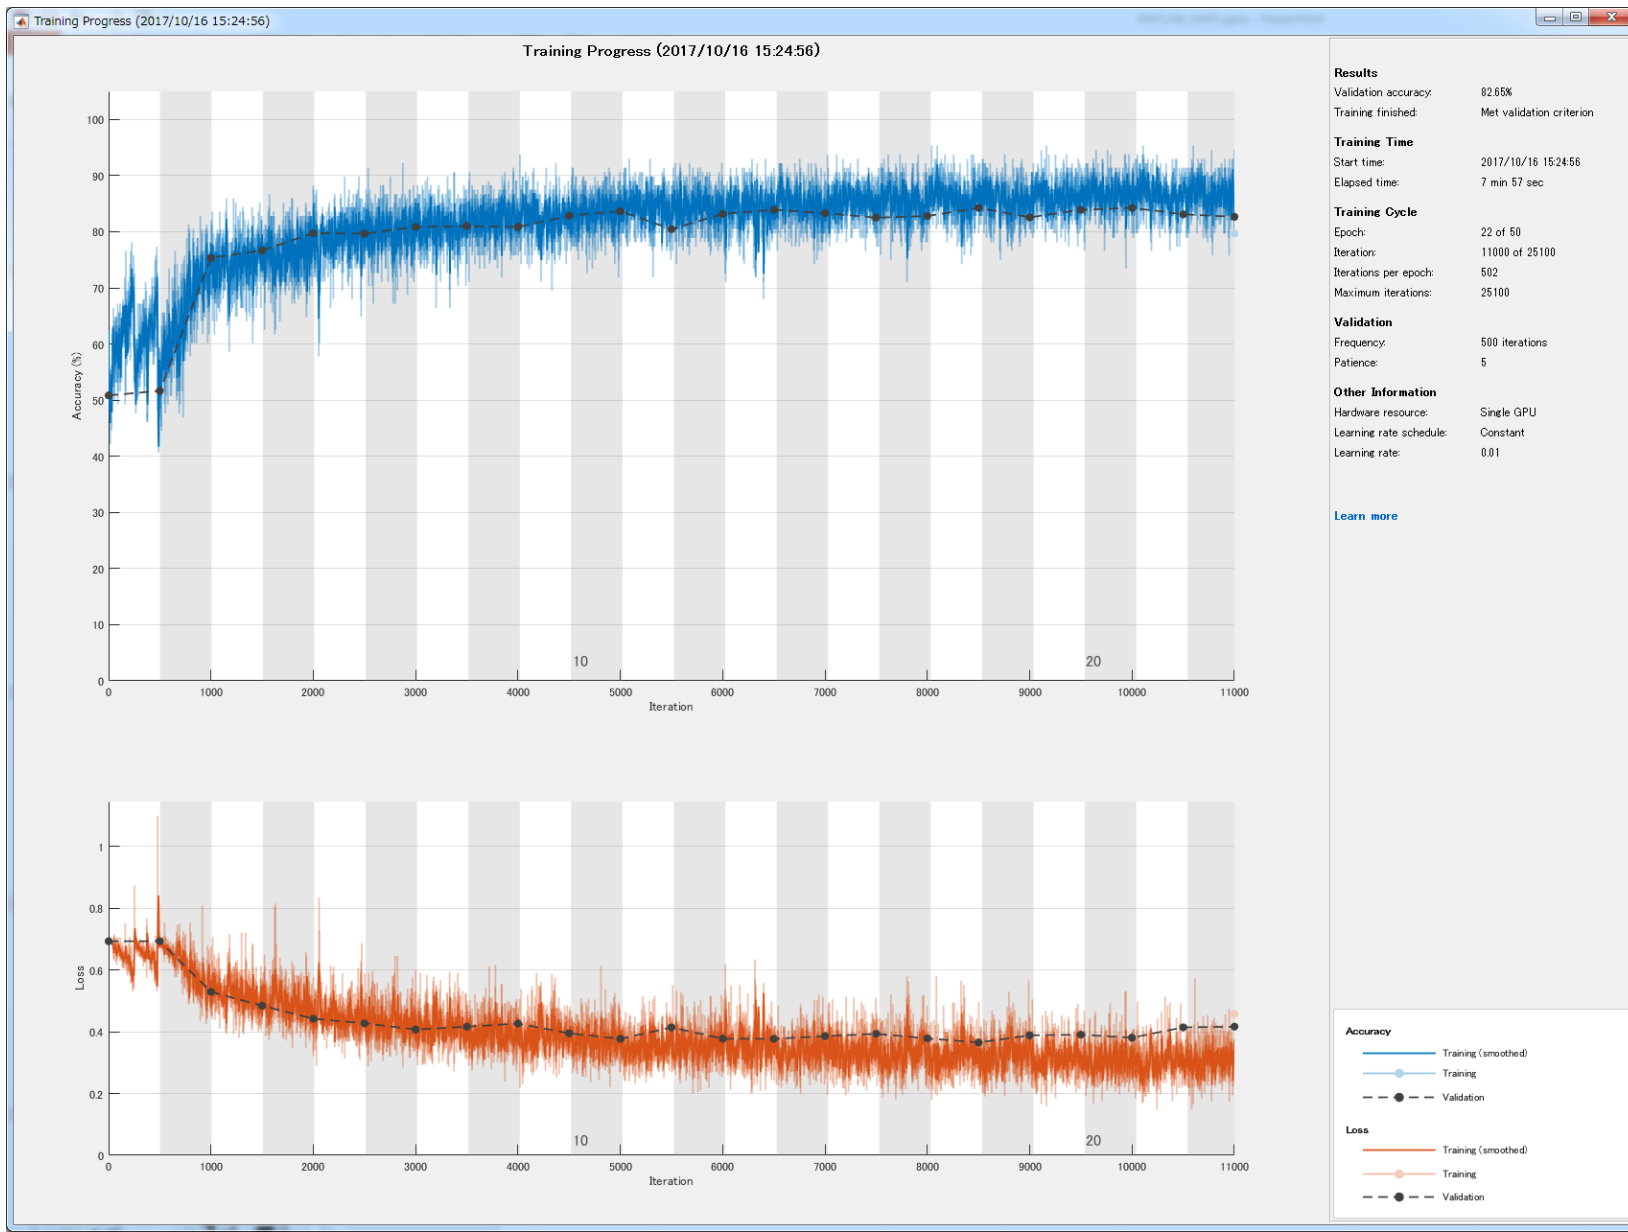 Training Progress (2017/10/16 15:24:56)
Training Progress (2017/10/16 15:24:56)
100
90
80
70
60
50
40
30
20
10
0
Accuracy (%)
10
20
0 1000 2000 3000 4000 5000 6000 7000 8000 9000 10000 11000
Iteration
1
0.8
0.6
0.4
0.2
0
Loss
10
20
0 1000 2000 3000 4000 5000 6000 7000 8000 9000 10000 11000
Iteration
Results
Validation accuracy: 82.65%
Training finished: Met validation criterion
Training Time
Start time: 2017/10/16 15:24:56
Elapsed time: 7 min 57 sec
Training Cycle
Epoch: 22 of 50
Iteration: 11000 of 25100
Iterations per epoch: 502
Maximum iterations: 25100
Validation
Frequency: 500 iterations
Patience: 5
Other Information
Hardware resource: Single GPU
Learning rate schedule: Constant
Learning rate: 0.01
Learn more
Accuracy
Training (smoothed)
Training
Validation
Loss
Training (smoothed)
Training
Validation